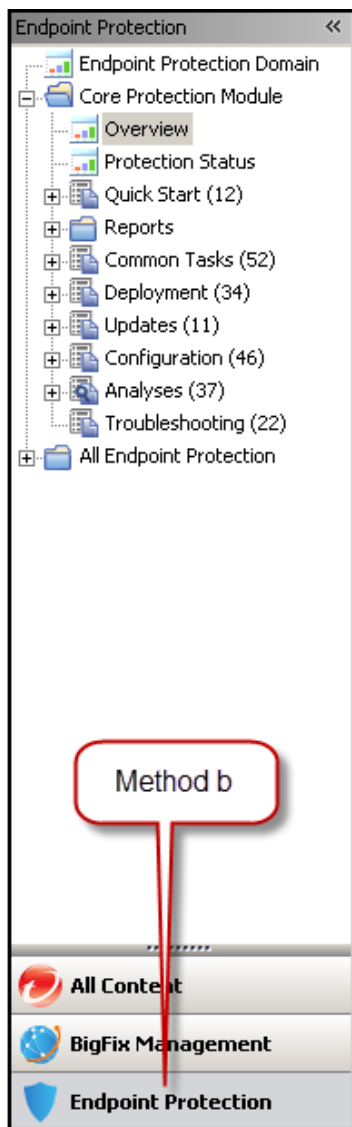 Endpoint Protection «
Endpoint Protection Domain
Core Protection Module
Overview
Protection Status
Quick Start (12)
Reports
Common Tasks (52)
Deployment (34)
Updates (11)
Configuration (46)
Analyses (37)
Troubleshooting (22)
All Endpoint Protection
Method b
All Content
BigFix Management
Endpoint Protection